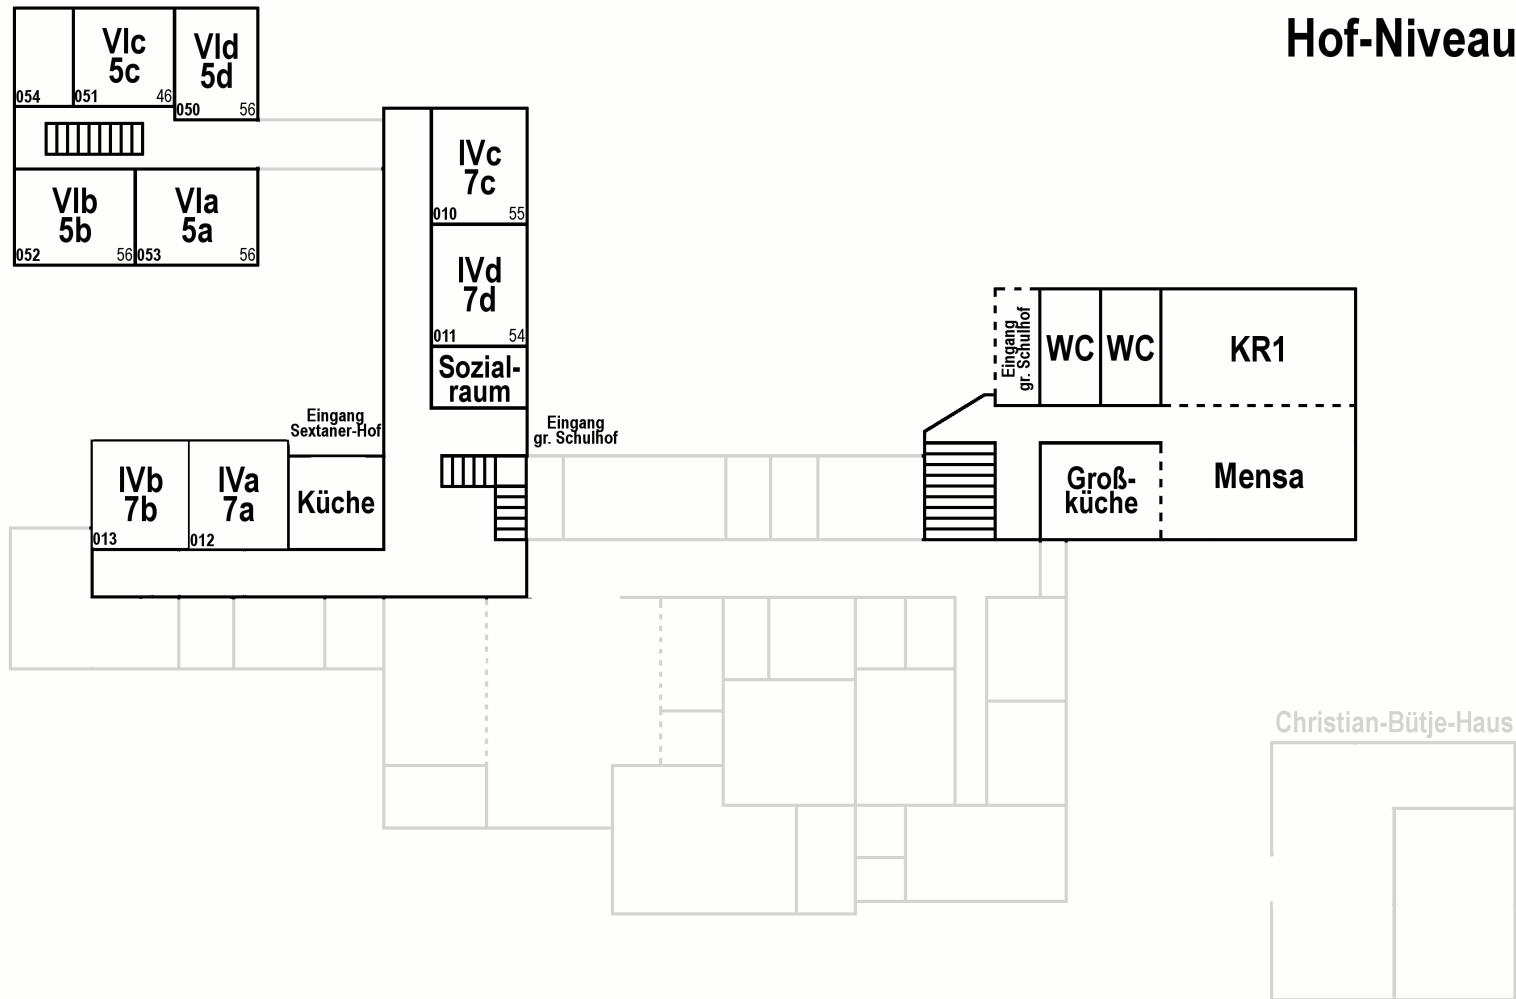 Hof-Niveau
VIc
5c
VId
5d
054
051
46
050
56
VIb
5b
VIa
5a
052
56
053
56
IVc
7c
010
55
IVd
7d
011
54
Sozial-
raum
Eingang
Sextaner-Hof
Eingang
gr. Schulhof
IVb
7b
IVa
7a
Küche
013
012
Eingang
gr. Schulhof
WC
WC
KR1
Groß-
küche
Mensa
Christian-Bütje-Haus